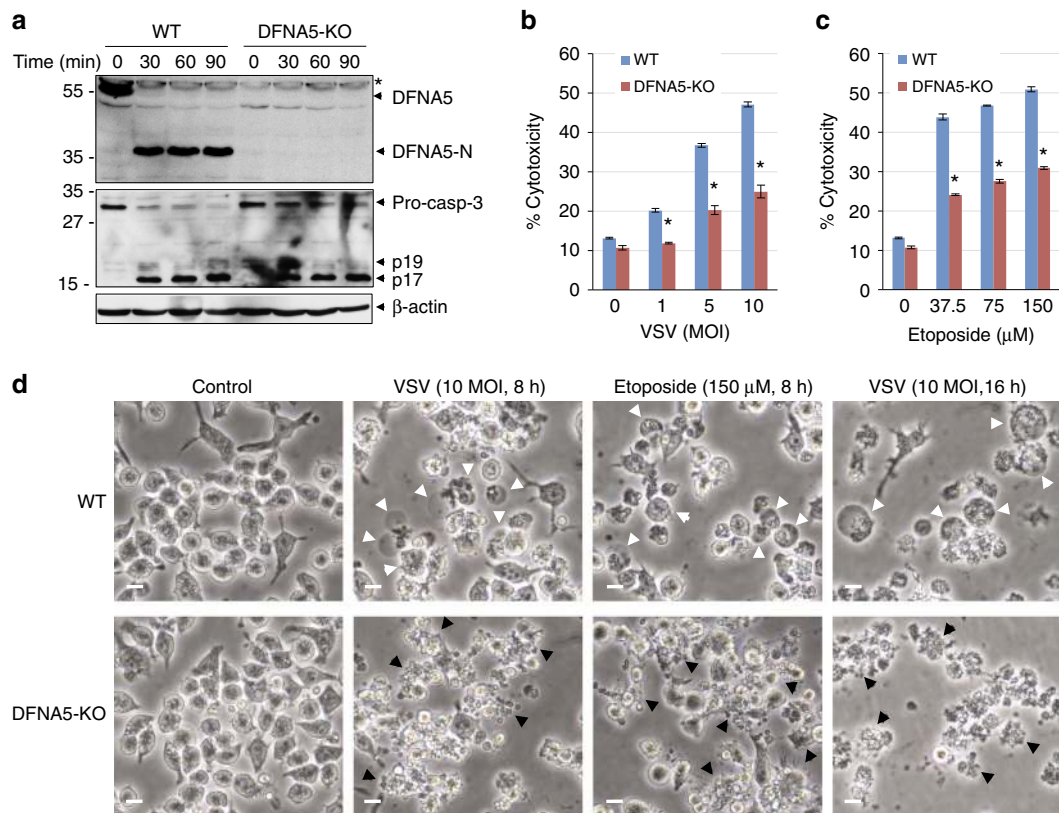 a
WT DFNA5-KO
Time (min) 0 30 60 90 0 30 60 90
*
55 -
DFNA5
DFNA5-N
35 -
35 -
Pro-casp-3
27 -
p19
p17
15 -
β-actin
b
60
50
40
30
20
10
0
% Cytotoxicity
WT
DFNA5-KO
*
*
*
0 1 5 10
VSV (MOI)
c
60
50
40
30
20
10
0
% Cytotoxicity
WT
DFNA5-KO
*
*
*
0 37.5 75 150
Etoposide (μM)
d
Control VSV (10 MOI, 8 h) Etoposide (150 μM, 8 h) VSV (10 MOI,16 h)
WT
DFNA5-KO